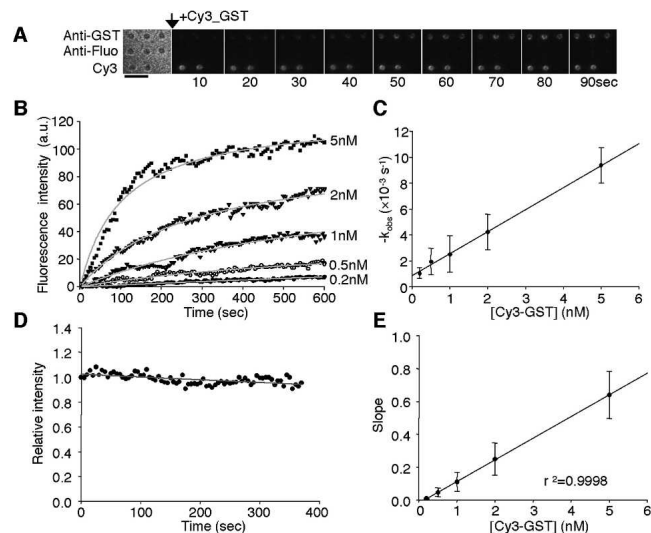 A
+Cy3_GST
Anti-GST
Anti-Fluo
Cy3
10 20 30 40 50 60 70 80 90sec
B
Fluorescence intensity (a.u.)
120
100
80
60
40
20
0
5nM
2nM
1nM
0.5nM
0.2nM
0 100 200 300 400 500 600
Time (sec)
C
-kobs (×10-3 s-1)
12
10
8
6
4
2
0
0 1 2 3 4 5 6
[Cy3-GST] (nM)
D
Relative intensity
1.4
1.2
1.0
0.8
0.6
0.4
0.2
0.0
0 100 200 300 400
Time (sec)
E
Slope
1.0
0.8
0.6
0.4
0.2
0.0
r2=0.9998
0 1 2 3 4 5 6
[Cy3-GST] (nM)